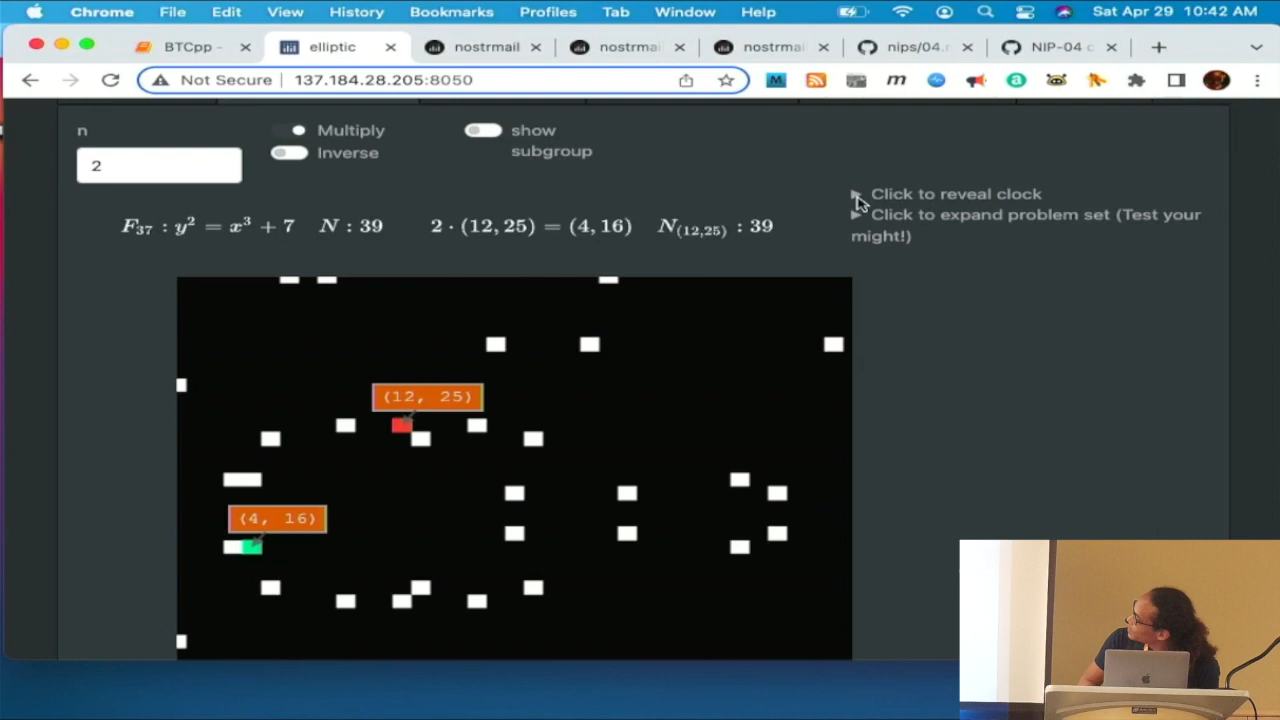 Chrome File Edit View History Bookmarks Profiles Tab Window Help Sat Apr 29 10:42 AM
BTCpp - elliptic nostrmail nostrmai nostrmai nips/04.r NIP-04 c
Not Secure 137.184.28.205:8050
n
Multiply
show
Inverse
subgroup
2
Click to reveal clock
Click to expand problem set (Test your
might!)
F₃₇ : y² = x³ + 7 N : 39 2 · (12, 25) = (4, 16) N₍₁₂,₂₅₎ : 39
(12, 25)
(4, 16)